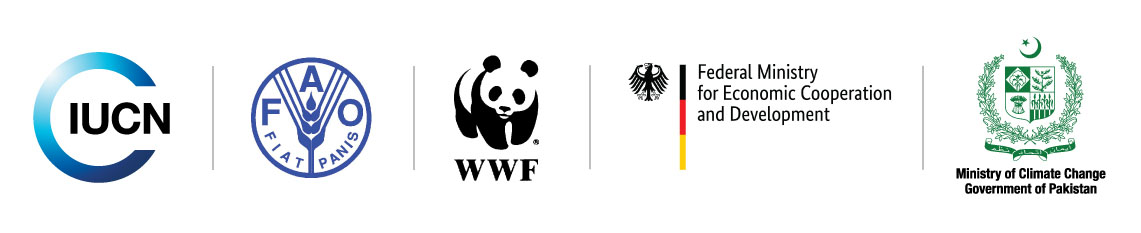 IUCN
F A O
FIAT PANIS
WWF
®
Federal Ministry
for Economic Cooperation
and Development
Ministry of Climate Change
Government of Pakistan